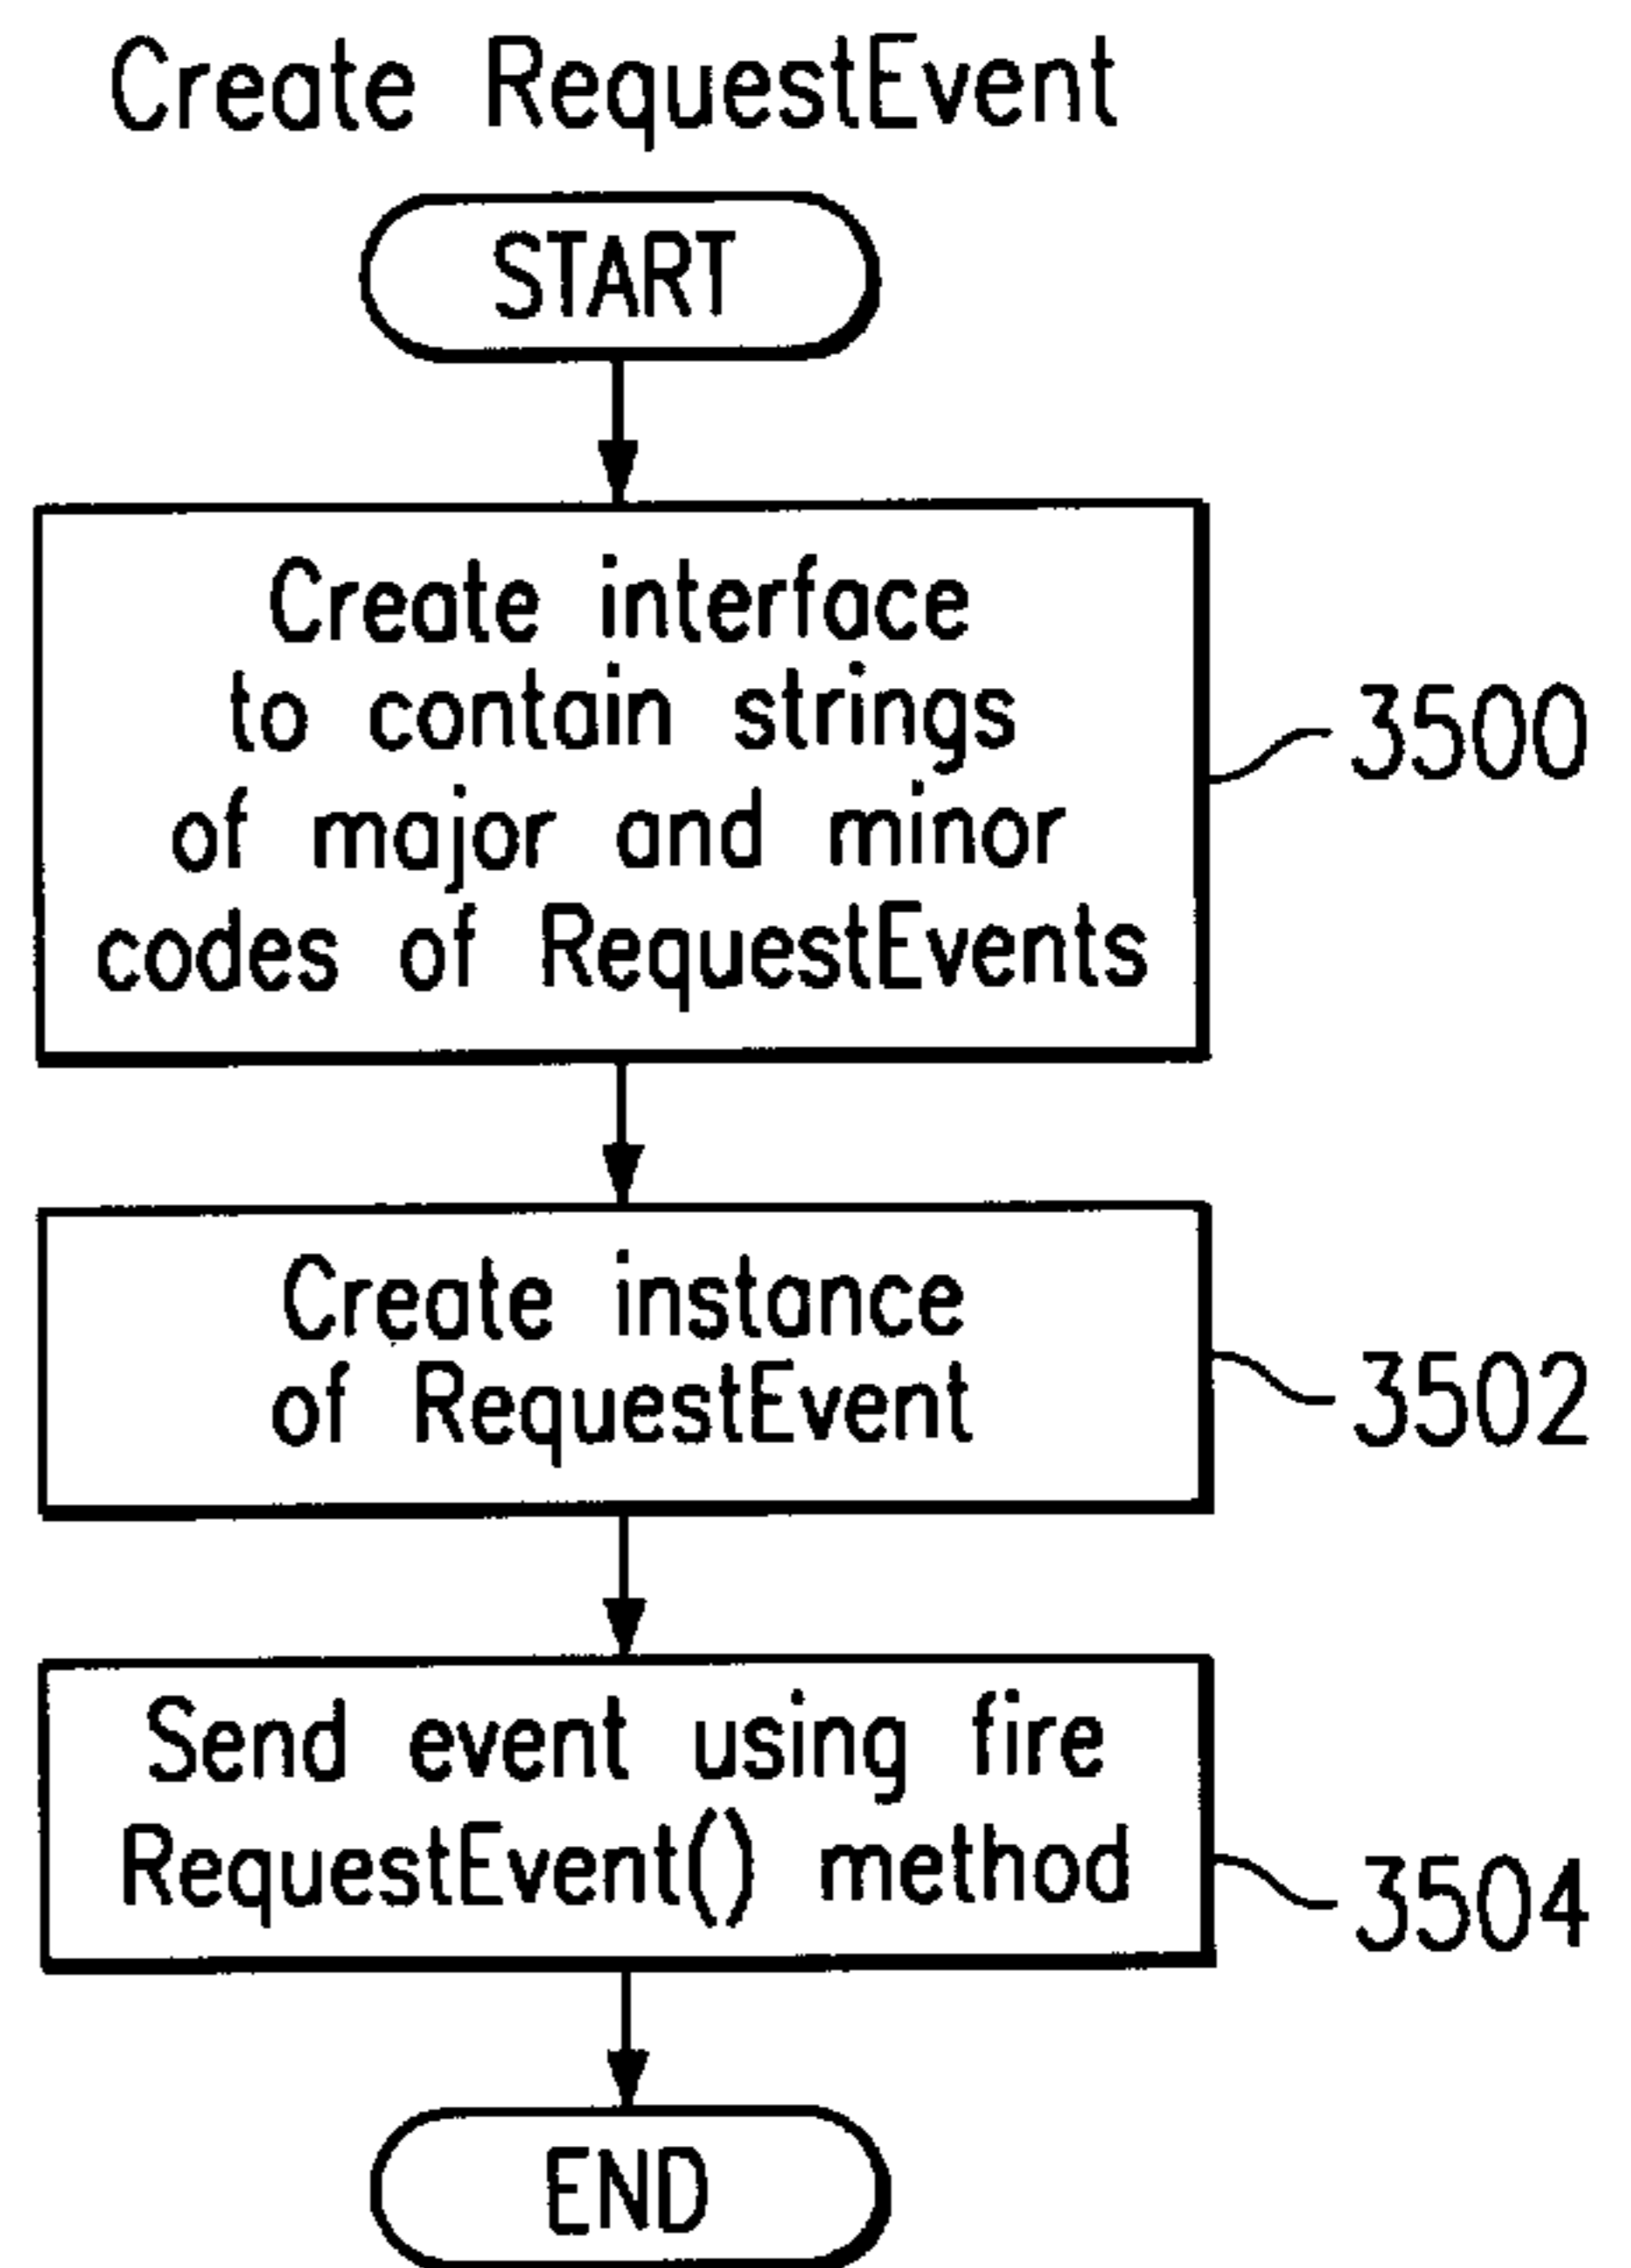 Create RequestEvent
START
Create interface
to contain strings
of major and minor
codes of RequestEvents
3500
Create instance
of RequestEvent
3502
Send event using fire
RequestEvent() method
3504
END